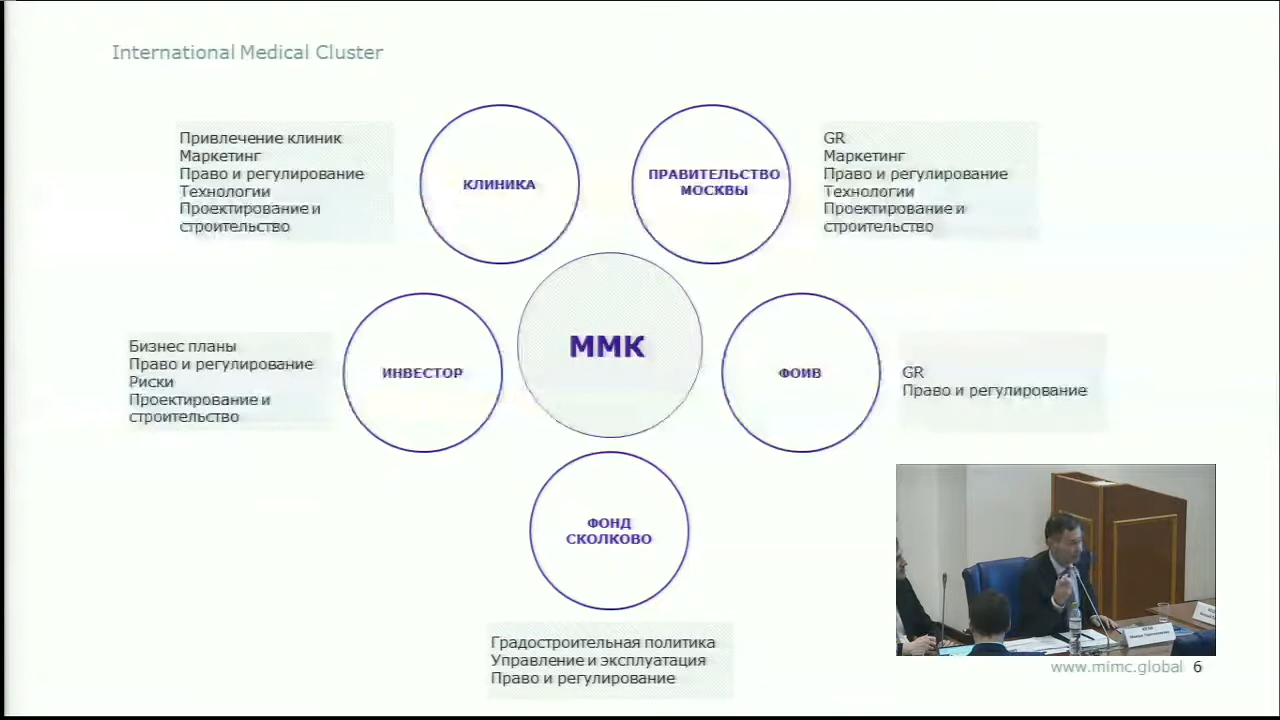 International Medical Cluster
Привлечение клиник
Маркетинг
Право и регулирование
Технологии
Проектирование и
строительство
КЛИНИКА
ПРАВИТЕЛЬСТВО
МОСКВЫ
GR
Маркетинг
Право и регулирование
Технологии
Проектирование и
строительство
Бизнес планы
Право и регулирование
Риски
Проектирование и
строительство
ИНВЕСТОР
ММК
ФОИВ
GR
Право и регулирование
ФОНД
СКОЛКОВО
Градостроительная политика
Управление и эксплуатация
Право и регулирование
www.mimc.global 6